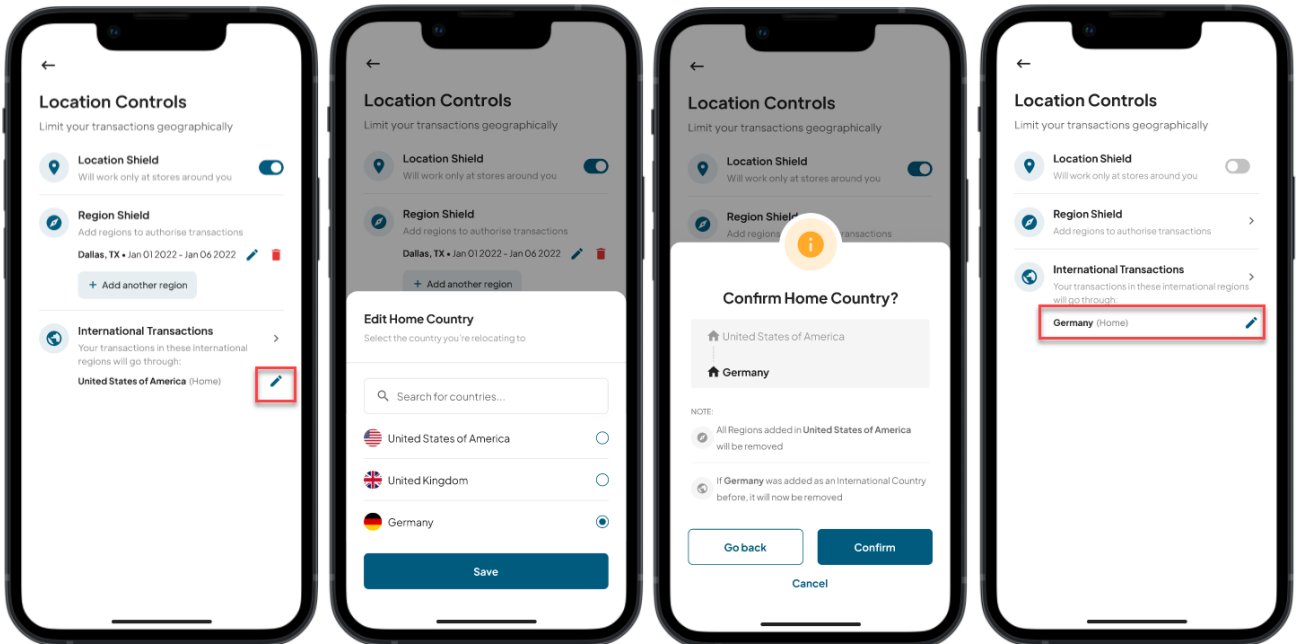 Location Controls
Limit your transactions geographically
Location Shield
Will work only at stores around you
Region Shield
Add regions to authorise transactions
Dallas, TX • Jan 01 2022 - Jan 06 2022
+ Add another region
International Transactions
Your transactions in these international
regions will go through:
United States of America (Home)
Location Controls
Limit your transactions geographically
Location Shield
Will work only at stores around you
Region Shield
Add regions to authorise transactions
Dallas, TX • Jan 01 2022 - Jan 06 2022
+ Add another region
Edit Home Country
Select the country you're relocating to
Search for countries...
United States of America
United Kingdom
Germany
Save
Location Controls
Limit your transactions geographically
Location Shield
Will work only at stores around you
Region Shield
Add regions transactions
Confirm Home Country?
United States of America
Germany
NOTE:
All Regions added in United States of America
will be removed
If Germany was added as an International Country
before, it will now be removed
Go back
Confirm
Cancel
Location Controls
Limit your transactions geographically
Location Shield
Will work only at stores around you
Region Shield
Add regions to authorise transactions
International Transactions
Your transactions in these international regions
will go through:
Germany (Home)